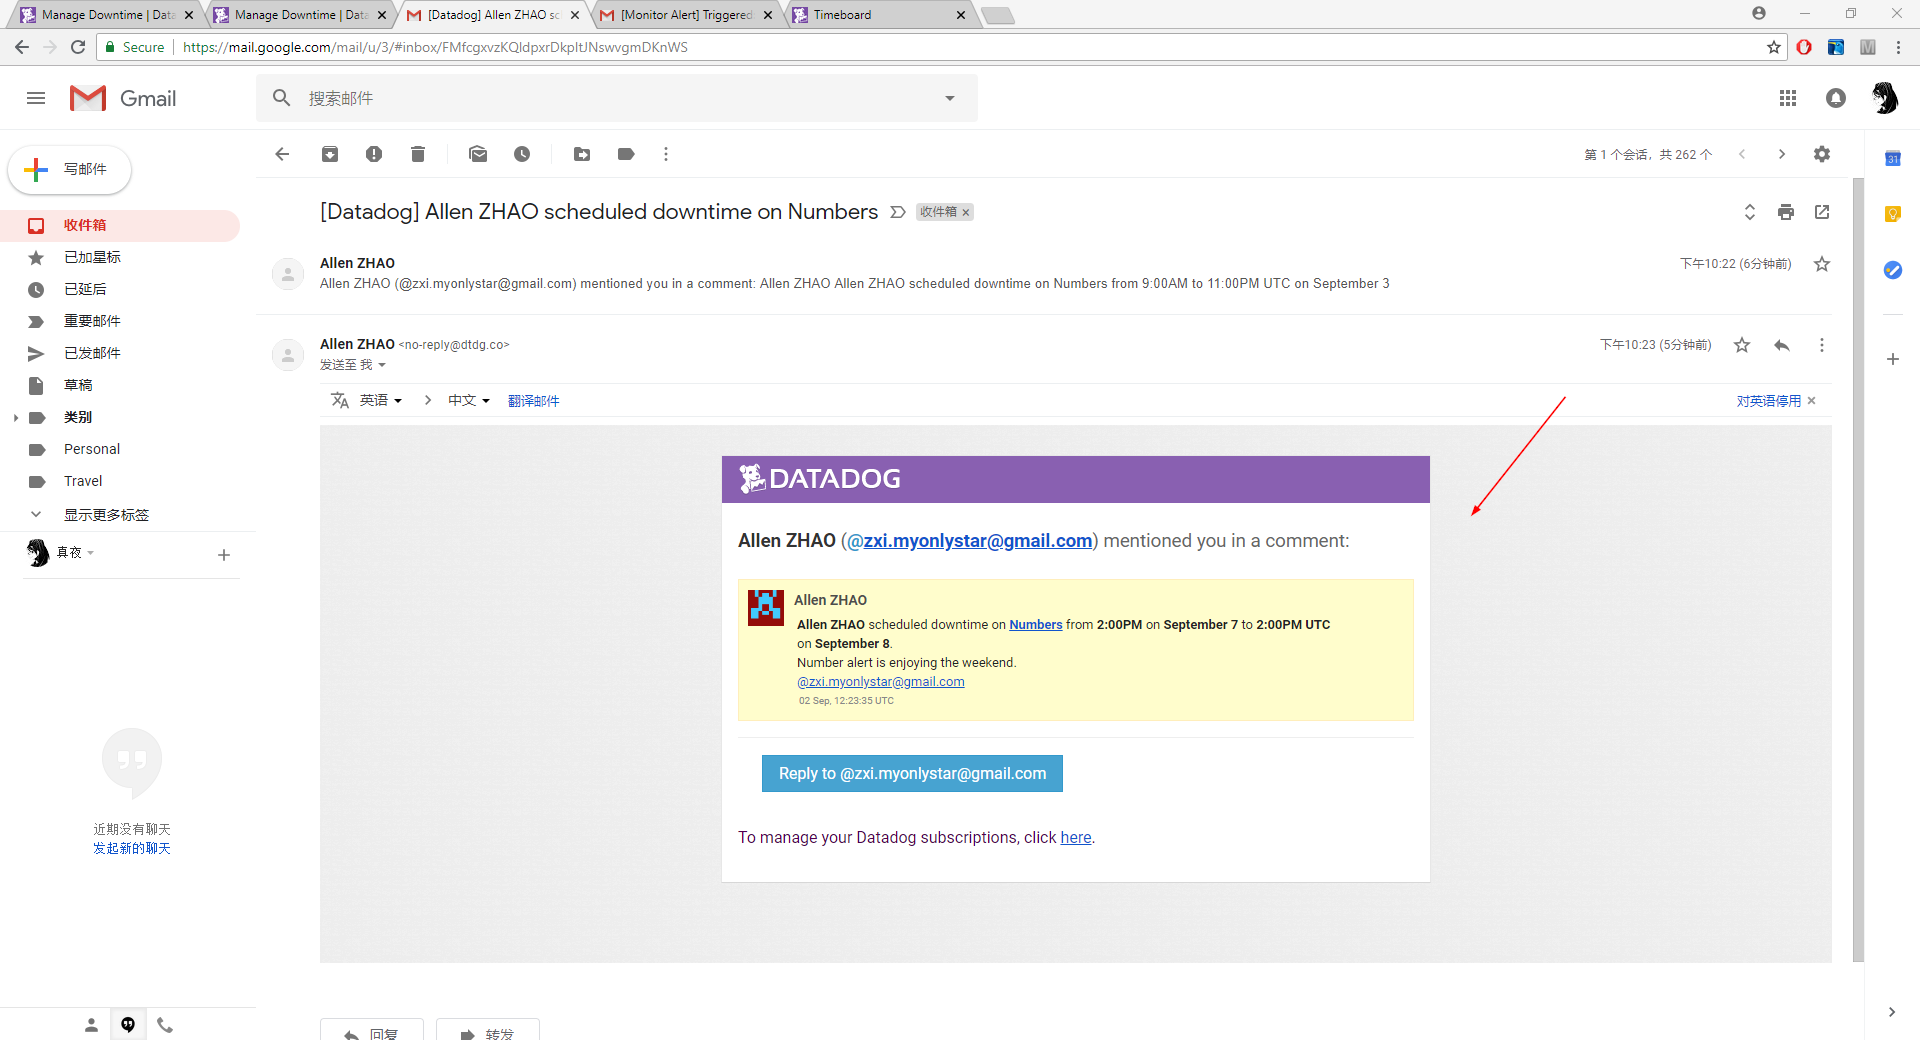 Manage Downtime | Data
Manage Downtime | Data
[Datadog] Allen ZHAO sc
[Monitor Alert] Triggered
Timeboard
Secure
https://mail.google.com/mail/u/3/#inbox/FMfcgxvzKQldpxrDkpltJNswvgmDKnWS
Gmail
搜索邮件
写邮件
第 1 个会话，共 262 个
31
[Datadog] Allen ZHAO scheduled downtime on Numbers
收件箱 ×
收件箱
已加星标
已延后
重要邮件
已发邮件
草稿
类别
Personal
Travel
显示更多标签
真夜
近期没有聊天
发起新的聊天
Allen ZHAO
下午10:22 (6分钟前)
Allen ZHAO (@zxi.myonlystar@gmail.com) mentioned you in a comment: Allen ZHAO Allen ZHAO scheduled downtime on Numbers from 9:00AM to 11:00PM UTC on September 3
Allen ZHAO <no-reply@dtdg.co>
下午10:23 (5分钟前)
发送至 我
英语 > 中文 翻译邮件
对英语停用 ×
DATADOG
Allen ZHAO (@zxi.myonlystar@gmail.com) mentioned you in a comment:
Allen ZHAO
Allen ZHAO scheduled downtime on Numbers from 2:00PM on September 7 to 2:00PM UTC
on September 8.
Number alert is enjoying the weekend.
@zxi.myonlystar@gmail.com
02 Sep, 12:23:35 UTC
Reply to @zxi.myonlystar@gmail.com
To manage your Datadog subscriptions, click here.
回复
转发